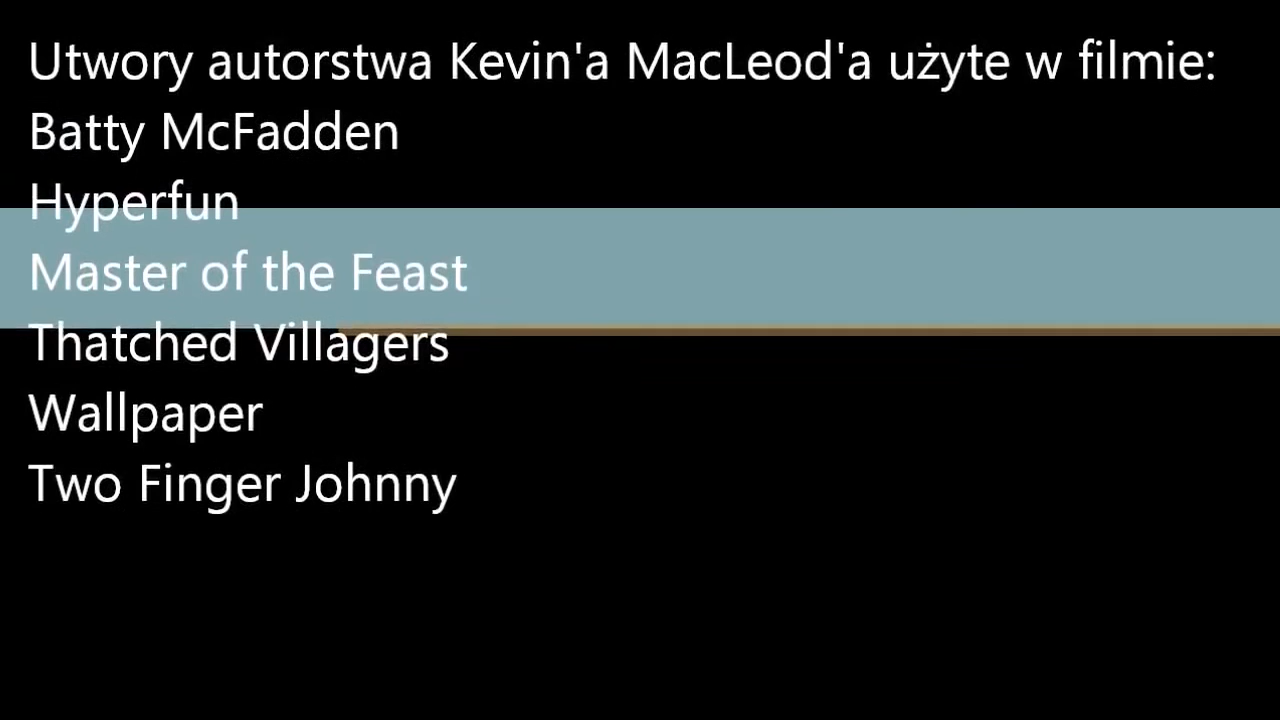 Utwory autorstwa Kevin'a MacLeod'a użyte w filmie:
Batty McFadden
Hyperfun
Master of the Feast
Thatched Villagers
Wallpaper
Two Finger Johnny